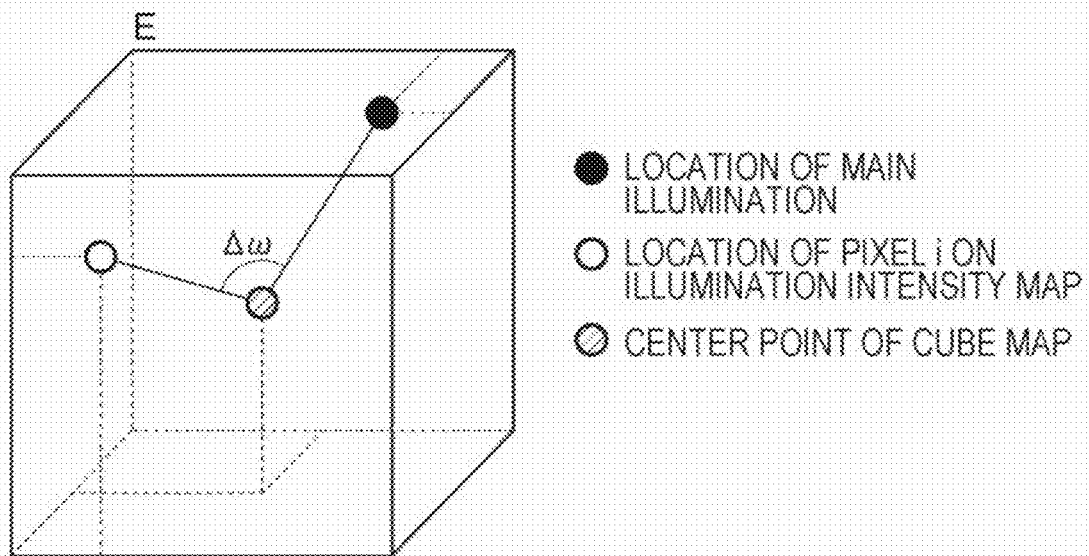 E
Δω
LOCATION OF MAIN
ILLUMINATION
LOCATION OF PIXEL i ON
ILLUMINATION INTENSITY MAP
CENTER POINT OF CUBE MAP